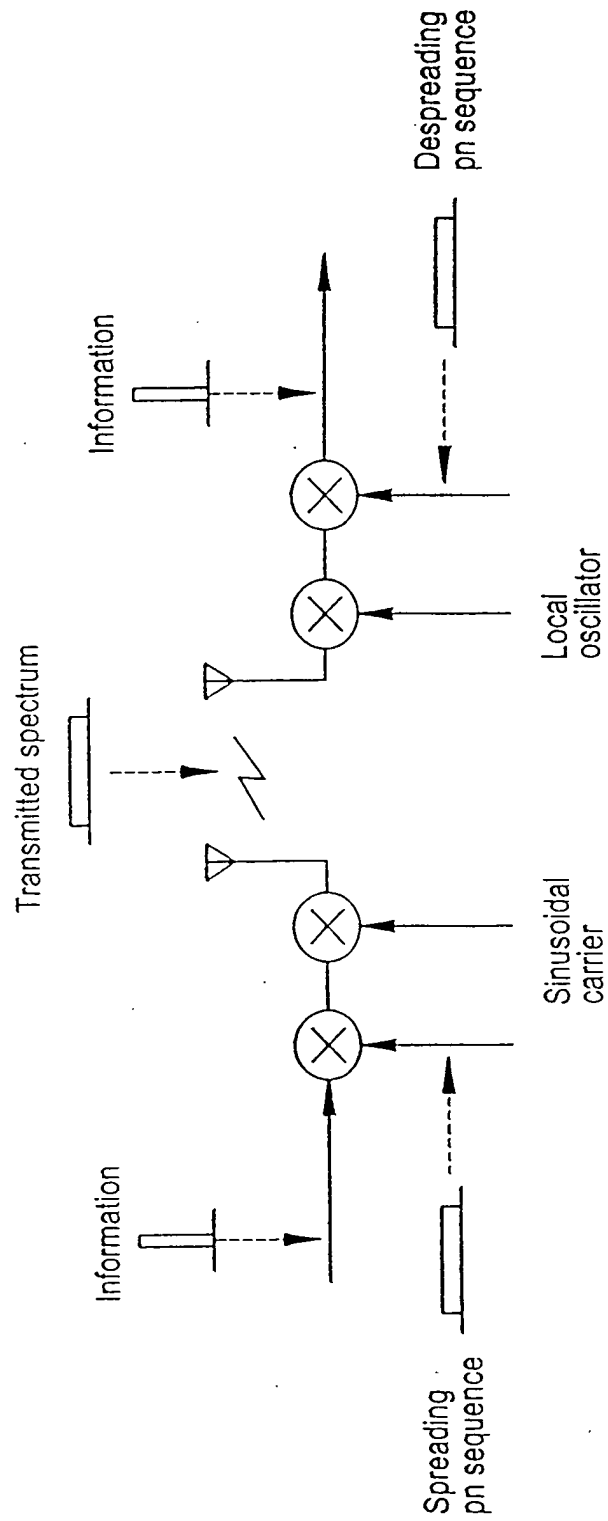 Transmitted spectrum
Information
Information
Spreading
pn sequence
Sinusoidal
carrier
Local
oscillator
Despreading
pn sequence